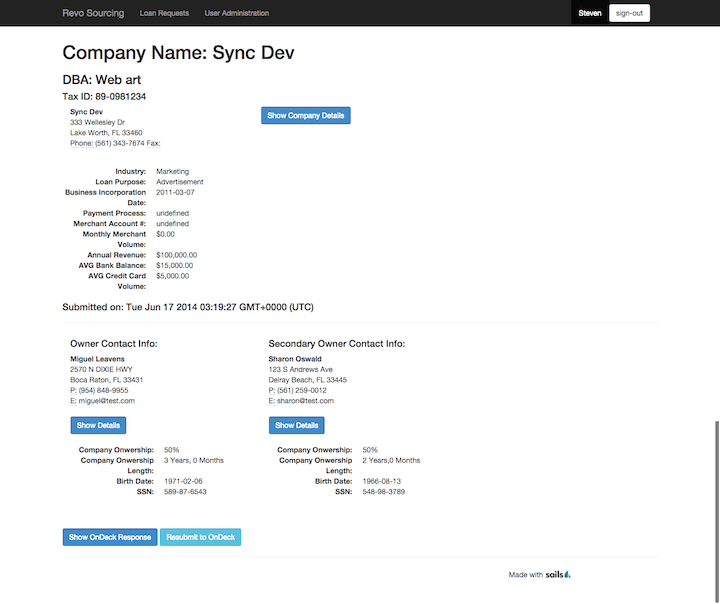 Revo Sourcing Loan Requests User Administration Steven sign-out
Company Name: Sync Dev
DBA: Web art
Tax ID: 89-0981234
Sync Dev
333 Wellesley Dr
Lake Worth, FL 33460
Phone: (561) 343-7674 Fax:
Show Company Details
Industry: Marketing
Loan Purpose: Advertisement
Business Incorporation 2011-03-07
Date:
Payment Process: undefined
Merchant Account #: undefined
Monthly Merchant $0.00
Volume:
Annual Revenue: $100,000.00
AVG Bank Balance: $15,000.00
AVG Credit Card $5,000.00
Volume:
Submitted on: Tue Jun 17 2014 03:19:27 GMT+0000 (UTC)
Owner Contact Info:
Miguel Leavens
2570 N DIXIE HWY
Boca Raton, FL 33431
P: (954) 848-9955
E: miguel@test.com
Show Details
Company Onwership: 50%
Company Onwership 3 Years, 0 Months
Length:
Birth Date: 1971-02-06
SSN: 589-87-6543
Secondary Owner Contact Info:
Sharon Oswald
123 S Andrews Ave
Delray Beach, FL 33445
P: (561) 259-0012
E: sharon@test.com
Show Details
Company Onwership: 50%
Company Onwership 2 Years,0 Months
Length:
Birth Date: 1966-08-13
SSN: 548-98-3789
Show OnDeck Response Resubmit to OnDeck
Made with sails